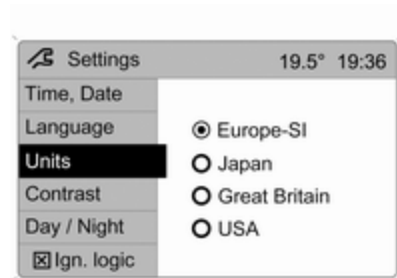 Settings 19.5° 19:36
Time, Date
Language
Units
Contrast
Day / Night
Ign. logic
Europe-SI
Japan
Great Britain
USA